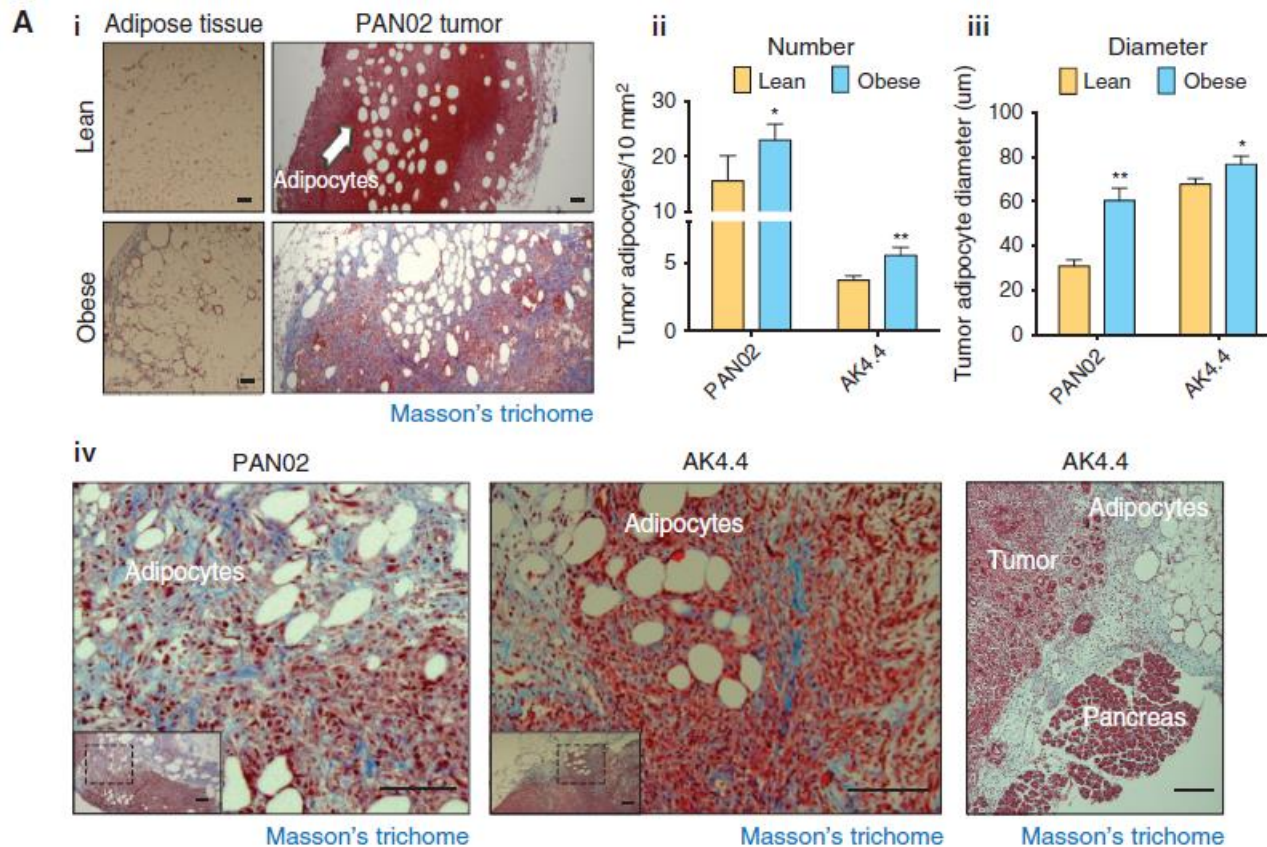 A
i
Adipose tissue
PAN02 tumor
Lean
Adipocytes
Obese
Masson's trichome
ii
Number
Lean
Obese
Tumor adipocytes/10 mm²
30
20
10
5
0
*
**
PAN02
AK4.4
iii
Diameter
Lean
Obese
Tumor adipocyte diameter (um)
100
80
60
40
20
0
**
*
PAN02
AK4.4
iv
PAN02
Adipocytes
Masson's trichome
AK4.4
Adipocytes
Masson's trichome
AK4.4
Adipocytes
Tumor
Pancreas
Masson's trichome